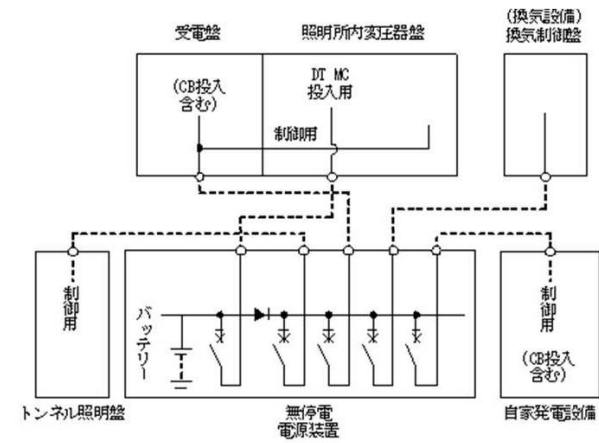 受電盤
照明所内変圧器盤
(換気設備)
換気制御盤
(CB投入
含む)
DT MC
投入用
制御用
制御用
バッテリー
制御用
(CB投入
含む)
トンネル照明盤
無停電
電源装置
自家発電設備